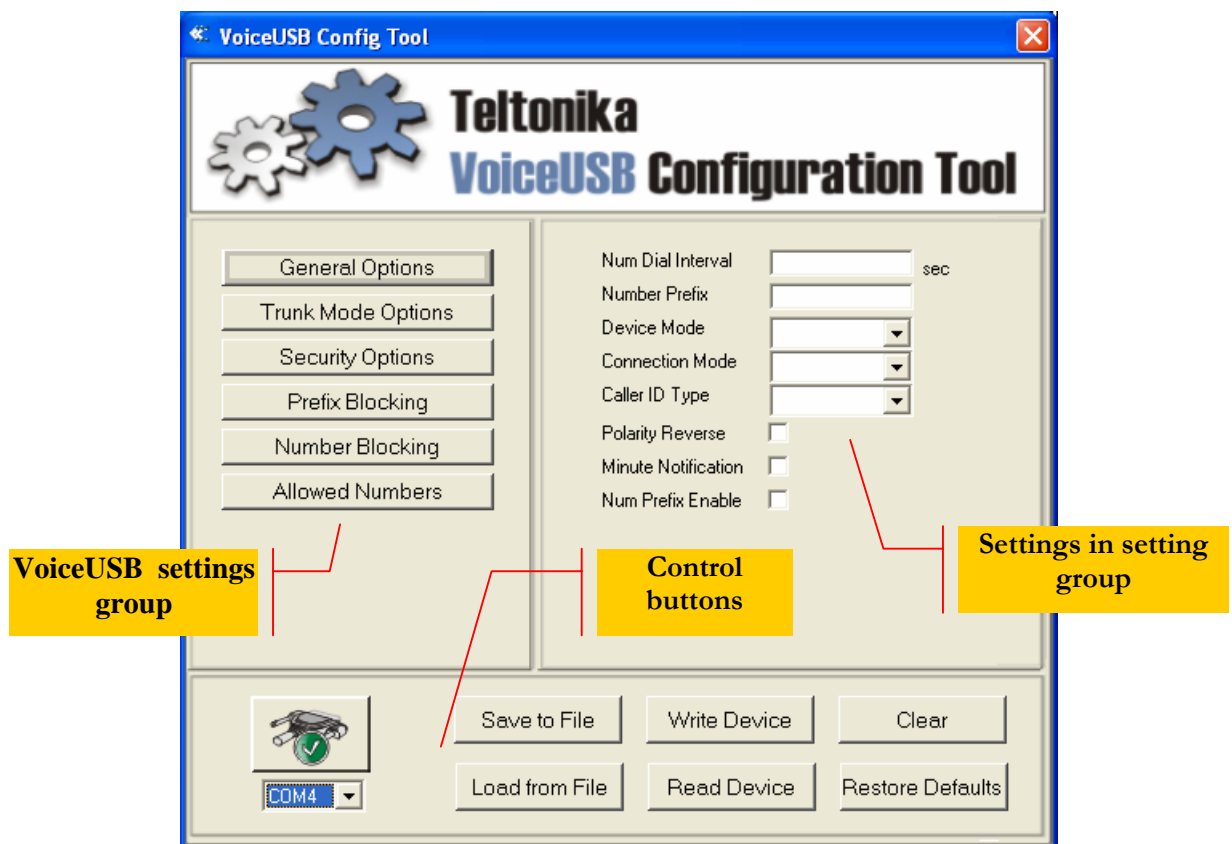 VoiceUSB Config Tool
Teltonika
VoiceUSB Configuration Tool
General Options
Trunk Mode Options
Security Options
Prefix Blocking
Number Blocking
Allowed Numbers
Num Dial Interval sec
Number Prefix
Device Mode
Connection Mode
Caller ID Type
Polarity Reverse
Minute Notification
Num Prefix Enable
VoiceUSB settings
group
Control
buttons
Settings in setting
group
COM4
Save to File
Write Device
Clear
Load from File
Read Device
Restore Defaults